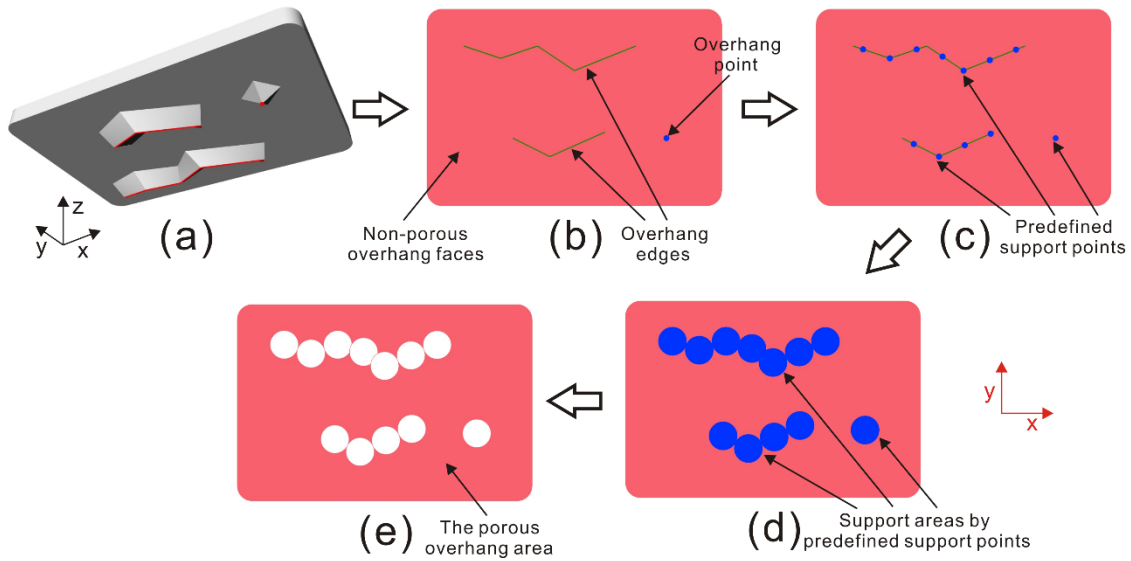 z
y
x
(a)
Overhang
point
Non-porous
overhang faces
(b)
Overhang
edges
(c)
Predefined
support points
The porous
overhang area
(e)
(d)
Support areas by
predefined support points
y
x